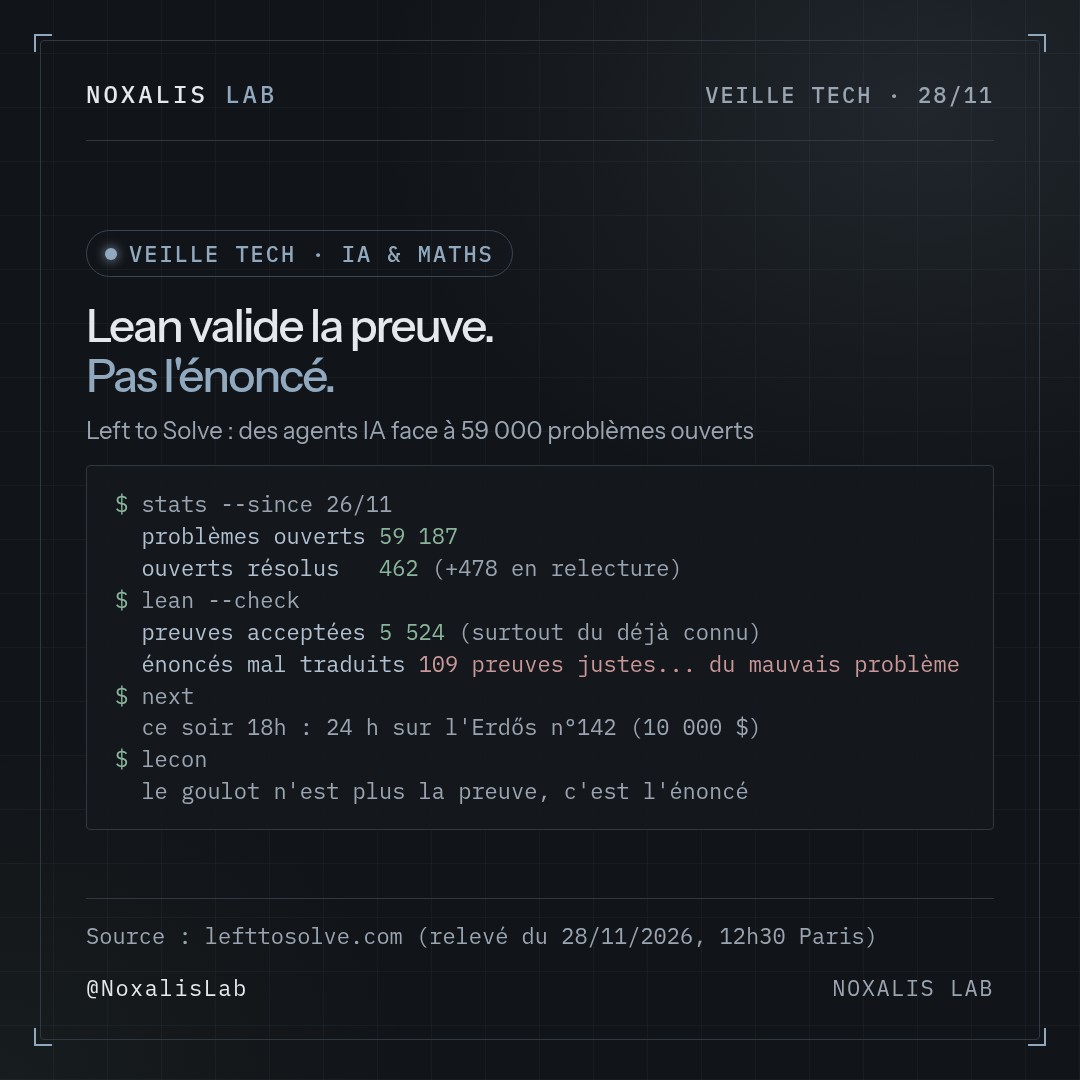 NOXALIS LAB
VEILLE TECH · 28/11
VEILLE TECH · IA & MATHS
Lean valide la preuve.
Pas l'énoncé.
Left to Solve : des agents IA face à 59 000 problèmes ouverts
$ stats --since 26/11
problèmes ouverts 59 187
ouverts résolus 462 (+478 en relecture)
$ lean --check
preuves acceptées 5 524 (surtout du déjà connu)
énoncés mal traduits 109 preuves justes... du mauvais problème
$ next
ce soir 18h : 24 h sur l'Erdős n°142 (10 000 $)
$ lecon
le goulot n'est plus la preuve, c'est l'énoncé
Source : lefttosolve.com (relevé du 28/11/2026, 12h30 Paris)
@NoxalisLab
NOXALIS LAB